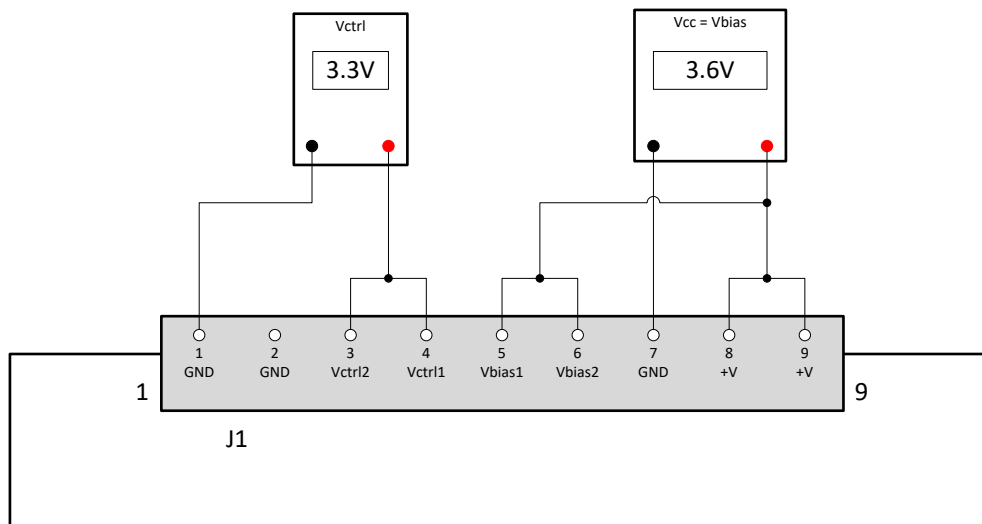 Vctrl
3.3V
Vcc = Vbias
3.6V
1 2 3 4 5 6 7 8 9
GND GND Vctrl2 Vctrl1 Vbias1 Vbias2 GND +V +V
1
9
J1